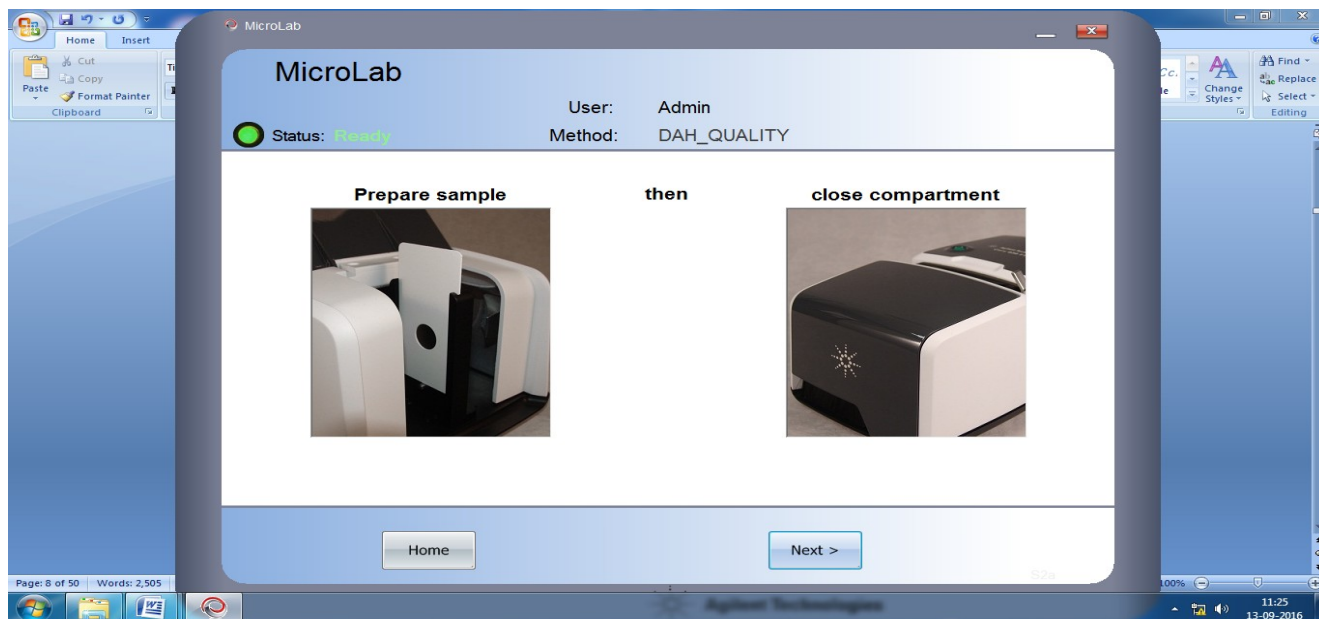 MicroLab
Home Insert
Cut
Copy
Paste
Format Painter
Clipboard
MicroLab
User: Admin
Status: Ready Method: DAH_QUALITY
Prepare sample then close compartment
Home Next >
S2a
Agilent Technologies
Change Styles
Find
Replace
Select
Editing
Page: 8 of 50 Words: 2,505
100%
11:25
13-09-2016